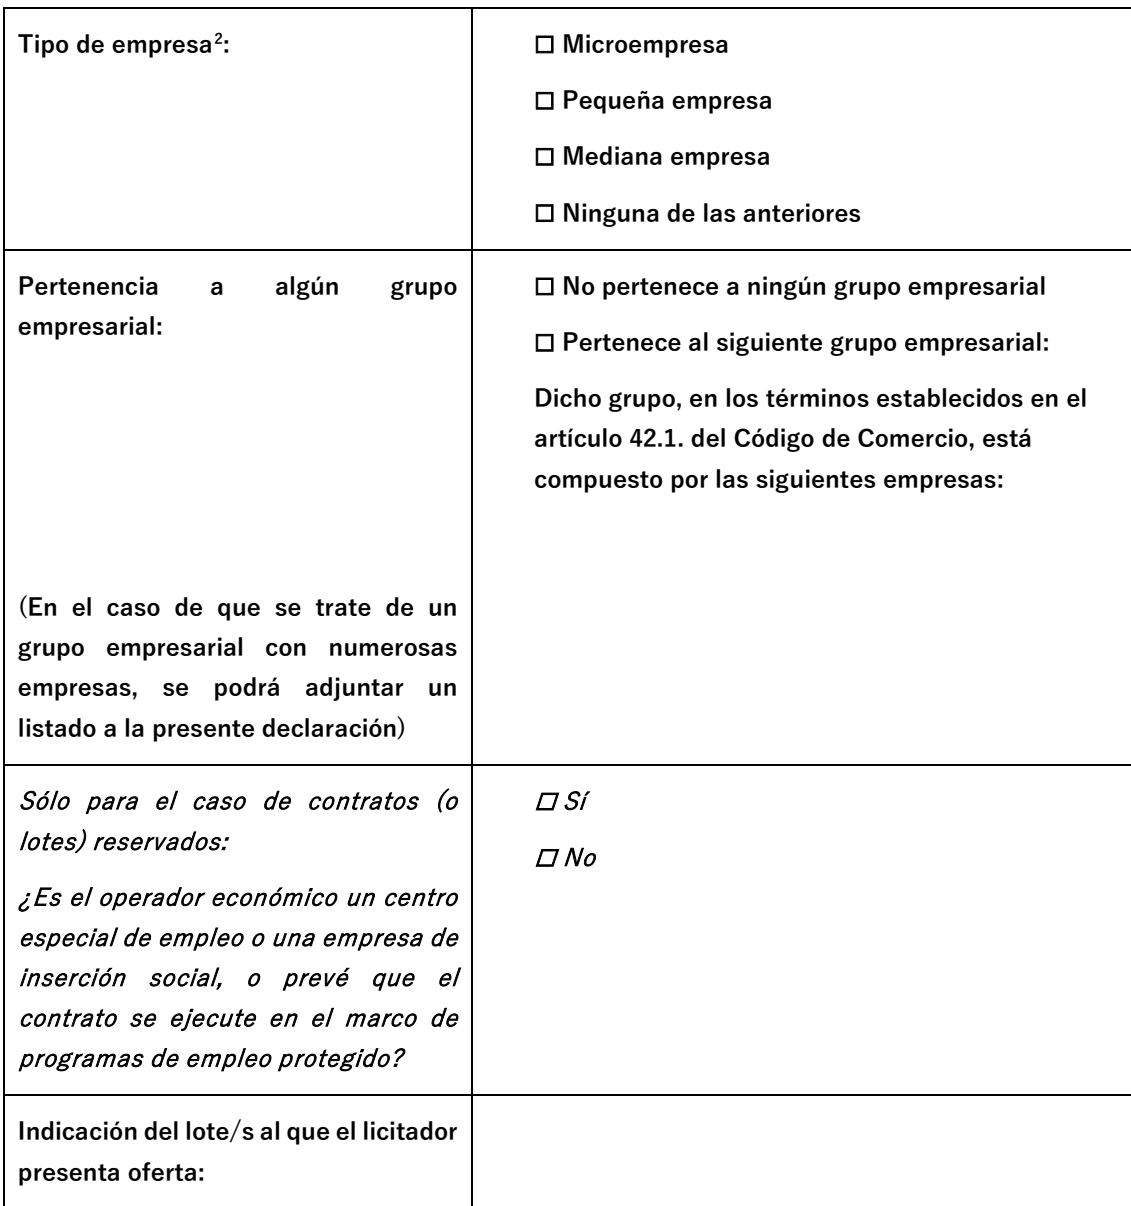 Tipo de empresa²:
☐ Microempresa
☐ Pequeña empresa
☐ Mediana empresa
☐ Ninguna de las anteriores
Pertenencia a algún grupo
empresarial:
(En el caso de que se trate de un
grupo empresarial con numerosas
empresas, se podrá adjuntar un
listado a la presente declaración)
☐ No pertenece a ningún grupo empresarial
☐ Pertenece al siguiente grupo empresarial:
Dicho grupo, en los términos establecidos en el
artículo 42.1. del Código de Comercio, está
compuesto por las siguientes empresas:
Sólo para el caso de contratos (o
lotes) reservados:
¿Es el operador económico un centro
especial de empleo o una empresa de
inserción social, o prevé que el
contrato se ejecute en el marco de
programas de empleo protegido?
☐ Sí
☐ No
Indicación del lote/s al que el licitador
presenta oferta: